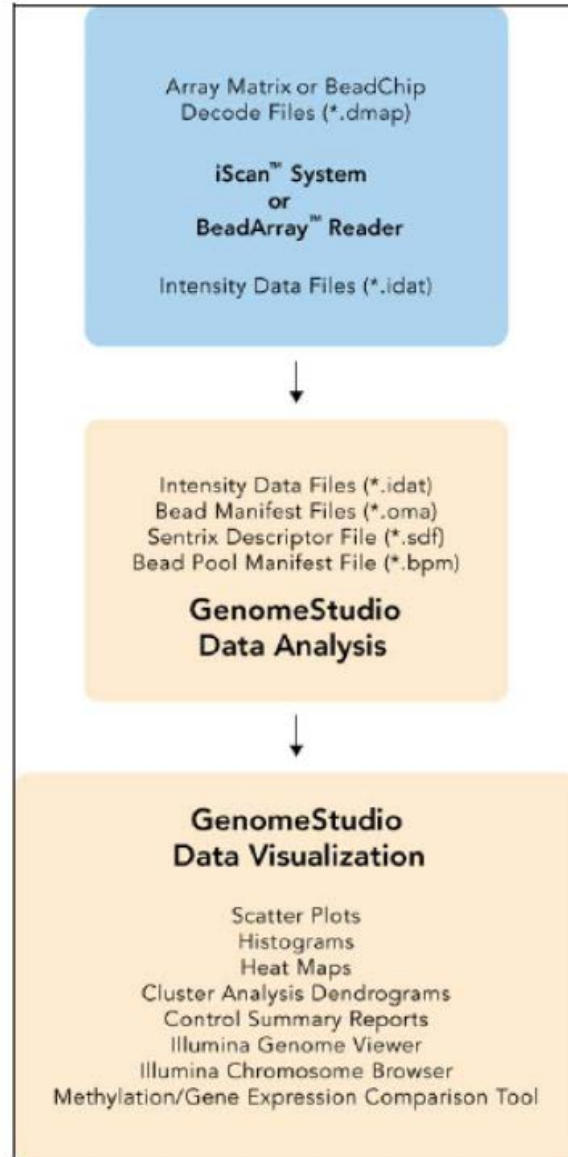 Array Matrix or BeadChip
Decode Files (*.dmap)
iScan™ System
or
BeadArray™ Reader
Intensity Data Files (*.idat)
Intensity Data Files (*.idat)
Bead Manifest Files (*.oma)
Sentrix Descriptor File (*.sdf)
Bead Pool Manifest File (*.bpm)
GenomeStudio
Data Analysis
GenomeStudio
Data Visualization
Scatter Plots
Histograms
Heat Maps
Cluster Analysis Dendrograms
Control Summary Reports
Illumina Genome Viewer
Illumina Chromosome Browser
Methylation/Gene Expression Comparison Tool